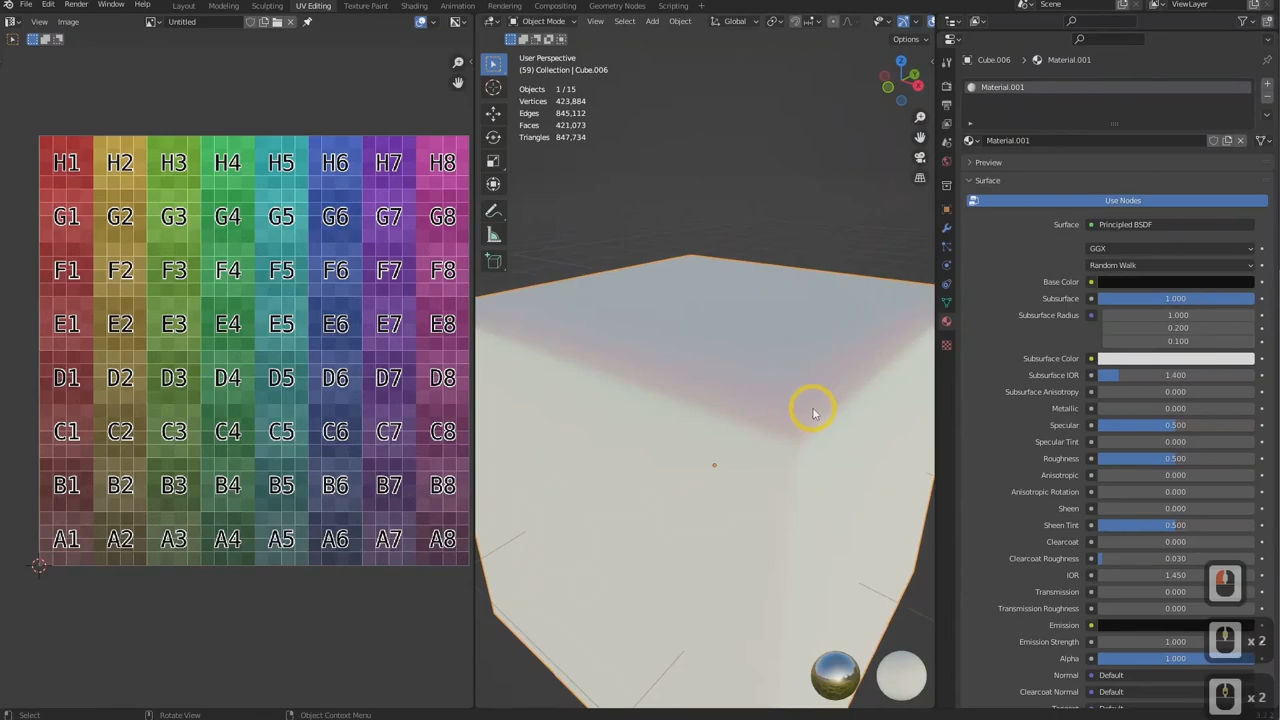 File Edit Render Window Help Layout Modeling Sculpting UV Editing Texture Paint Shading Animation Rendering Compositing Geometry Nodes Scripting + Scene ViewLayer
View Image Untitled
Object Mode View Select Add Object Global
Options
User Perspective
(59) Collection | Cube.006
Objects 1/15
Vertices 423,884
Edges 845,112
Faces 421,073
Triangles 847,734
H1 H2 H3 H4 H5 H6 H7 H8
G1 G2 G3 G4 G5 G6 G7 G8
F1 F2 F3 F4 F5 F6 F7 F8
E1 E2 E3 E4 E5 E6 E7 E8
D1 D2 D3 D4 D5 D6 D7 D8
C1 C2 C3 C4 C5 C6 C7 C8
B1 B2 B3 B4 B5 B6 B7 B8
A1 A2 A3 A4 A5 A6 A7 A8
Y
X
Cube.006 > Material.001
Material.001
Material.001
Preview
Surface
Use Nodes
Surface Principled BSDF
GGX
Random Walk
Base Color
Subsurface 1.000
Subsurface Radius 1.000
0.200
0.100
Subsurface Color
Subsurface IOR 1.400
Subsurface Anisotropy 0.000
Metallic 0.000
Specular 0.500
Specular Tint 0.000
Roughness 0.500
Anisotropic 0.000
Anisotropic Rotation 0.000
Sheen 0.000
Sheen Tint 0.500
Clearcoat 0.000
Clearcoat Roughness 0.030
IOR 1.450
Transmission 0.000
Transmission Roughness 0.000
Emission
Emission Strength 1.000
Alpha 1.000
Normal Default
Clearcoat Normal Default
x 2
x 2
Select Rotate View Object Context Menu